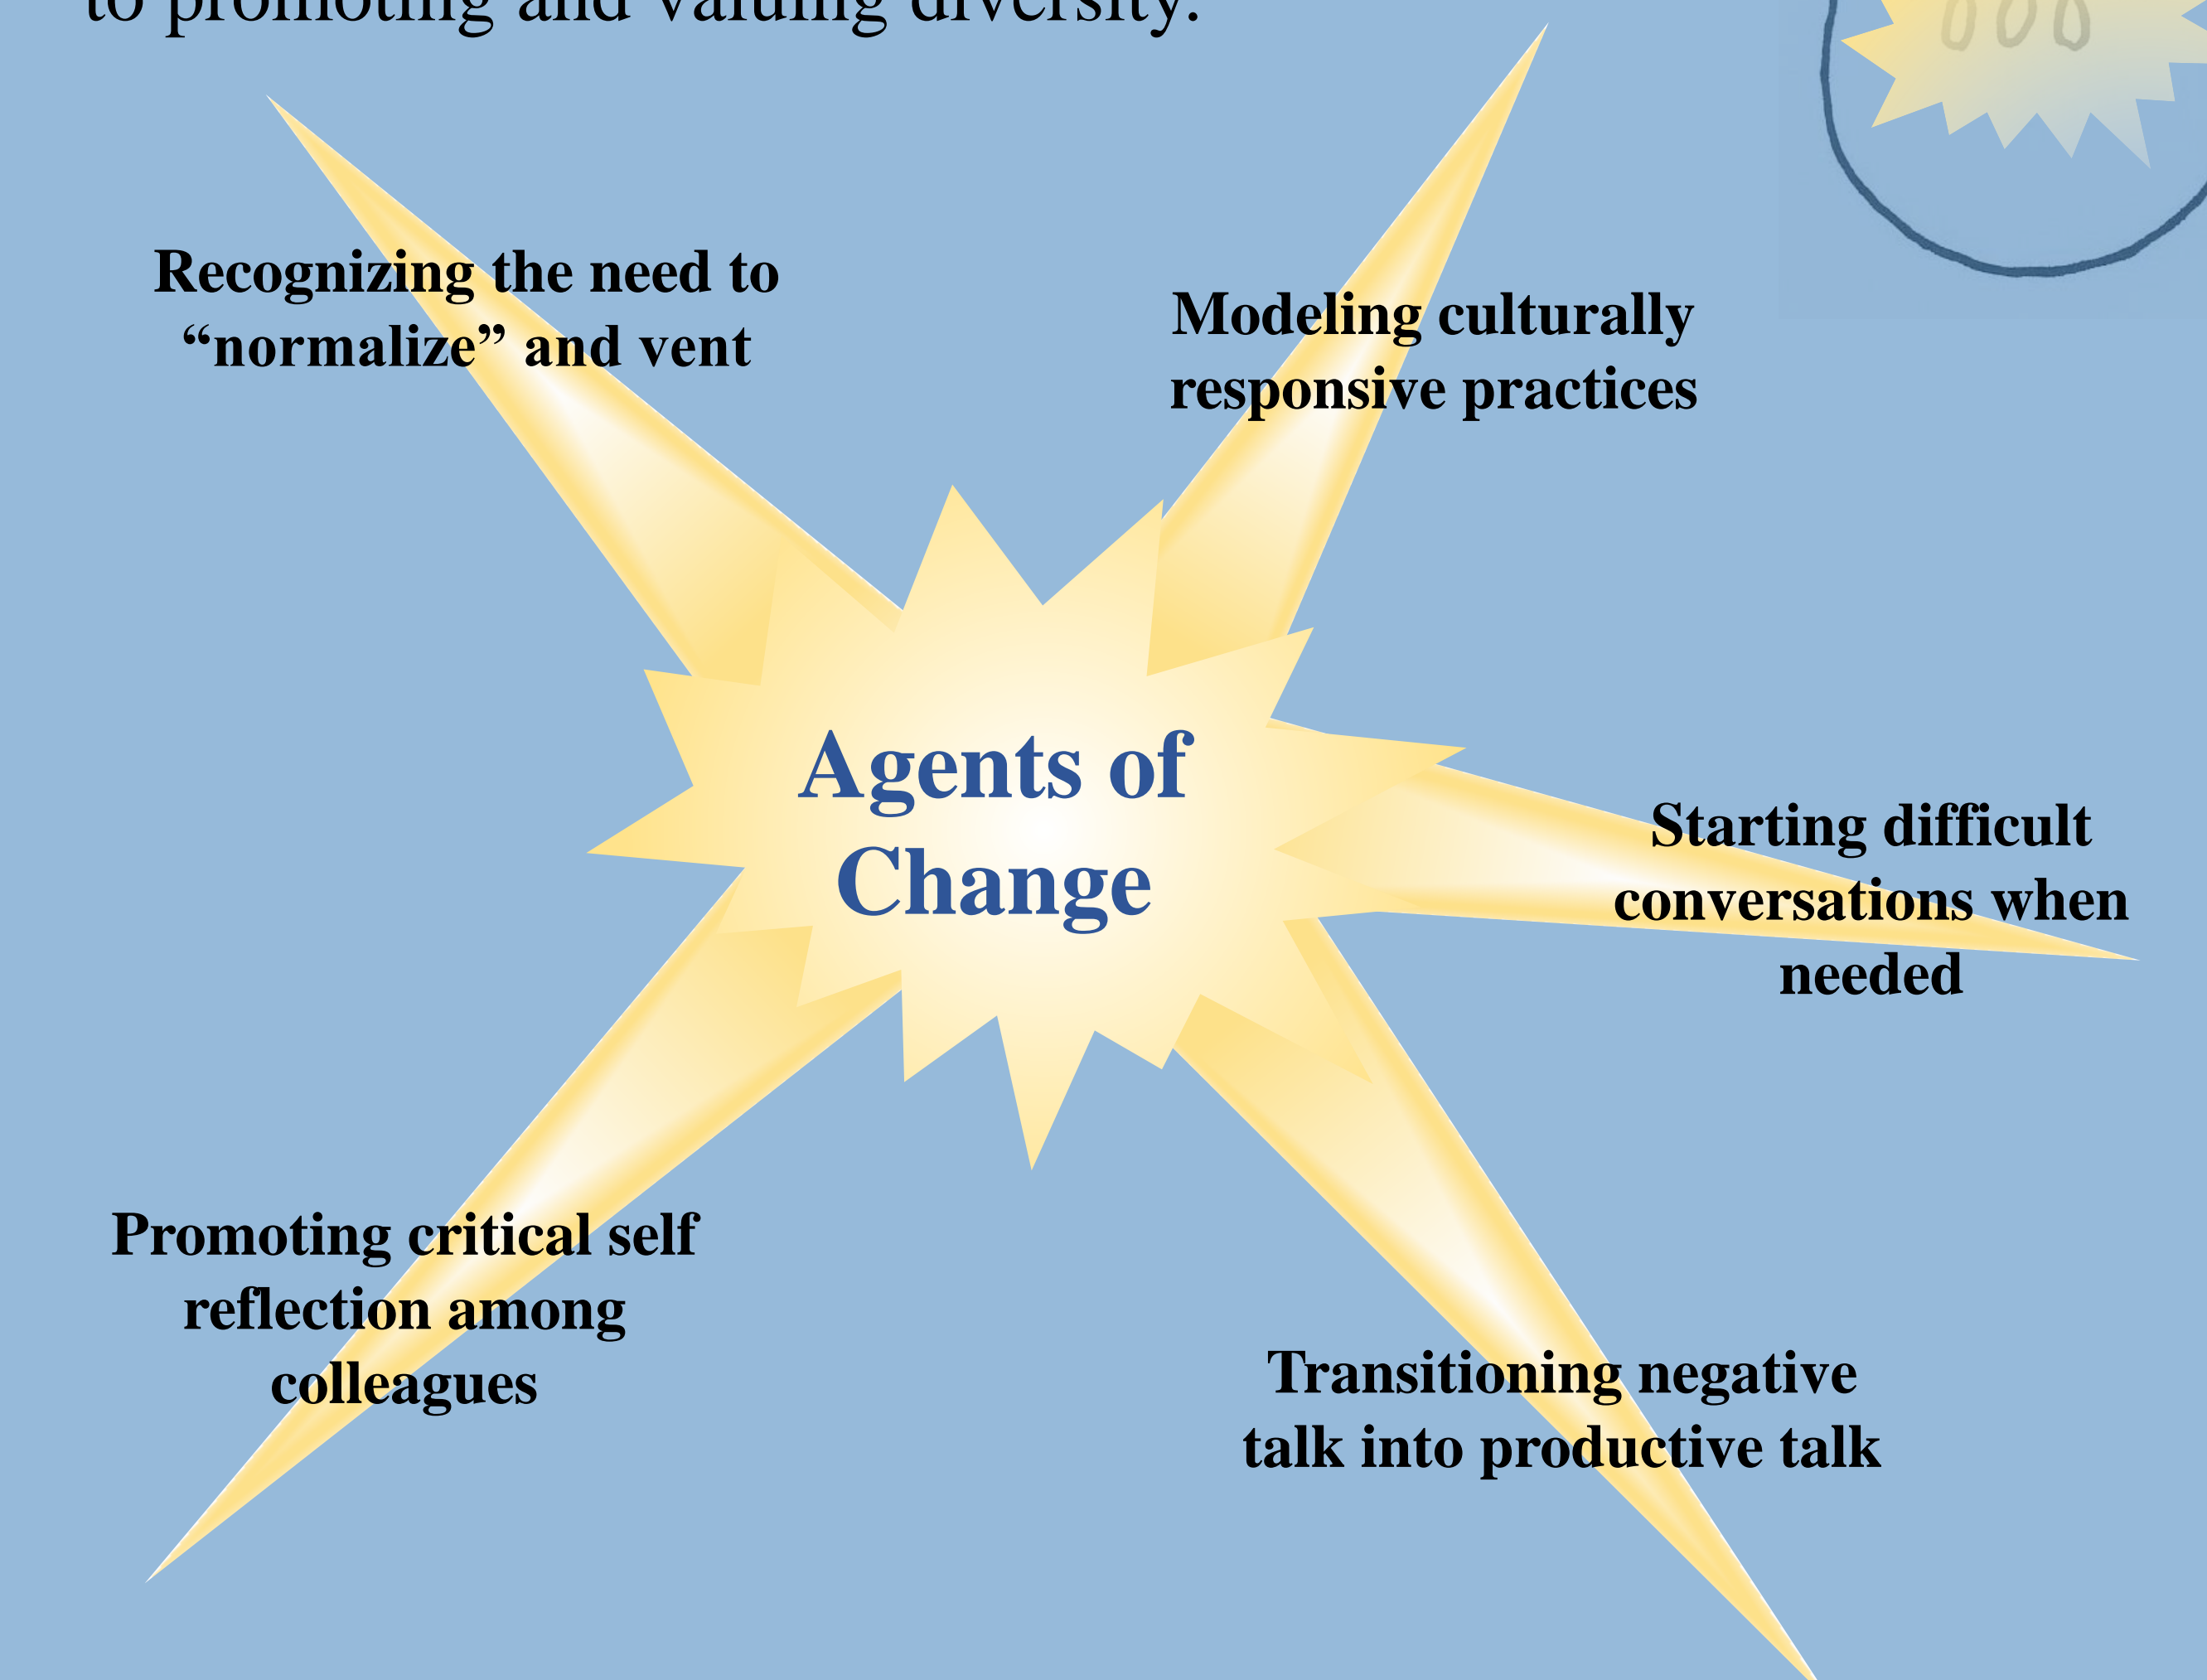 to promoting and valuing diversity.
Recognizing the need to
“normalize” and vent
Modeling culturally
responsive practices
Agents of
Change
Starting difficult
conversations when
needed
Promoting critical self
reflection among
colleagues
Transitioning negative
talk into productive talk